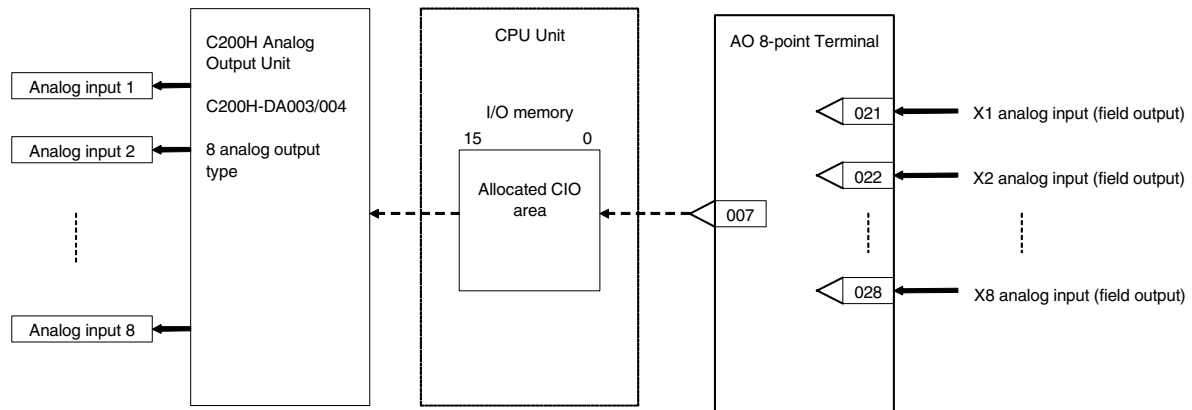 C200H Analog
Output Unit
C200H-DA003/004
8 analog output
type
Analog input 1
Analog input 2
Analog input 8
CPU Unit
I/O memory
15 0
Allocated CIO
area
AO 8-point Terminal
007
021
022
028
X1 analog input (field output)
X2 analog input (field output)
X8 analog input (field output)